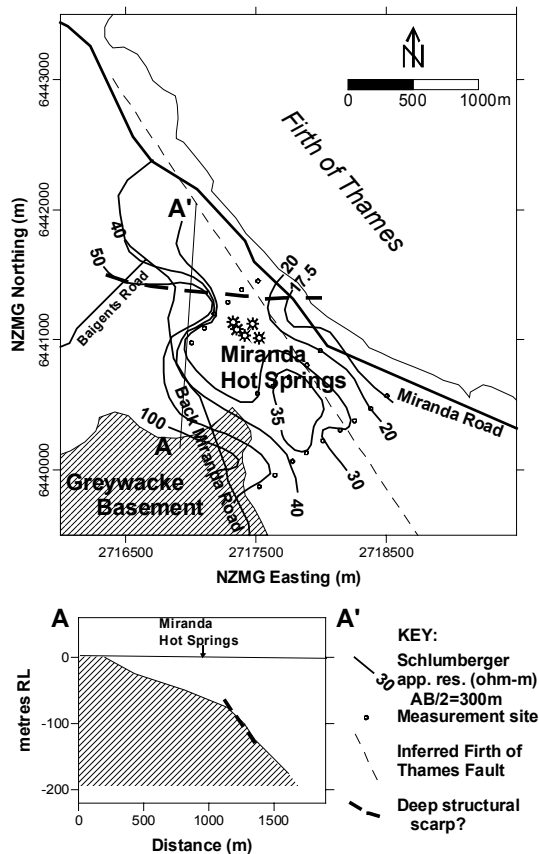 N
0 500 1000m
Firth of Thames
NZMG Northing (m)
6443000
6442000
6441000
6440000
A'
40
50
20
17.5
Baigents Road
Miranda
Hot Springs
Miranda Road
Back Miranda Road
35
20
30
100
A
40
Greywacke
Basement
2716500 2717500 2718500
NZMG Easting (m)
A A'
Miranda
Hot Springs
metres RL
0
-100
-200
0 500 1000 1500
Distance (m)
KEY:
30
Schlumberger
app. res. (ohm-m)
AB/2=300m
Measurement site
Inferred Firth of
Thames Fault
Deep structural
scarp?